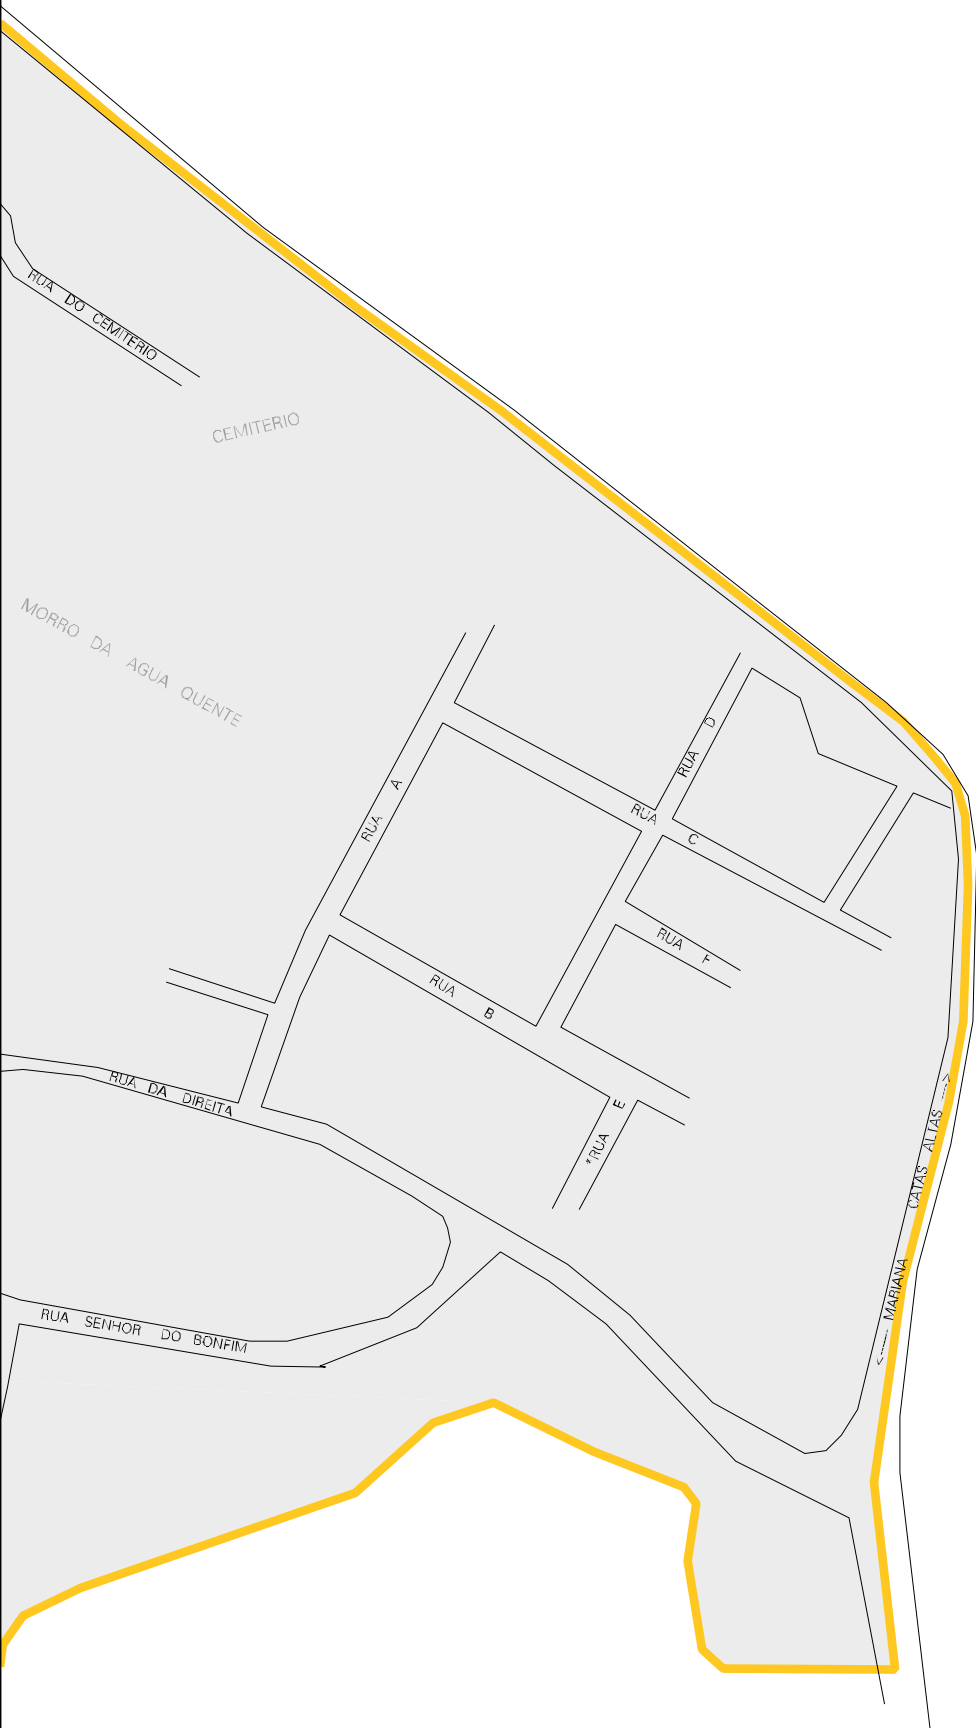 RUA DO CEMITERIO
CEMITERIO
MORRO DA AGUA QUENTE
RUA D
RUA A
RUA C
RUA F
RUA B
RUA DA DIREITA
*RUA E
CATAS ALTAS ---->
<---- MARIANA
RUA SENHOR DO BONFIM